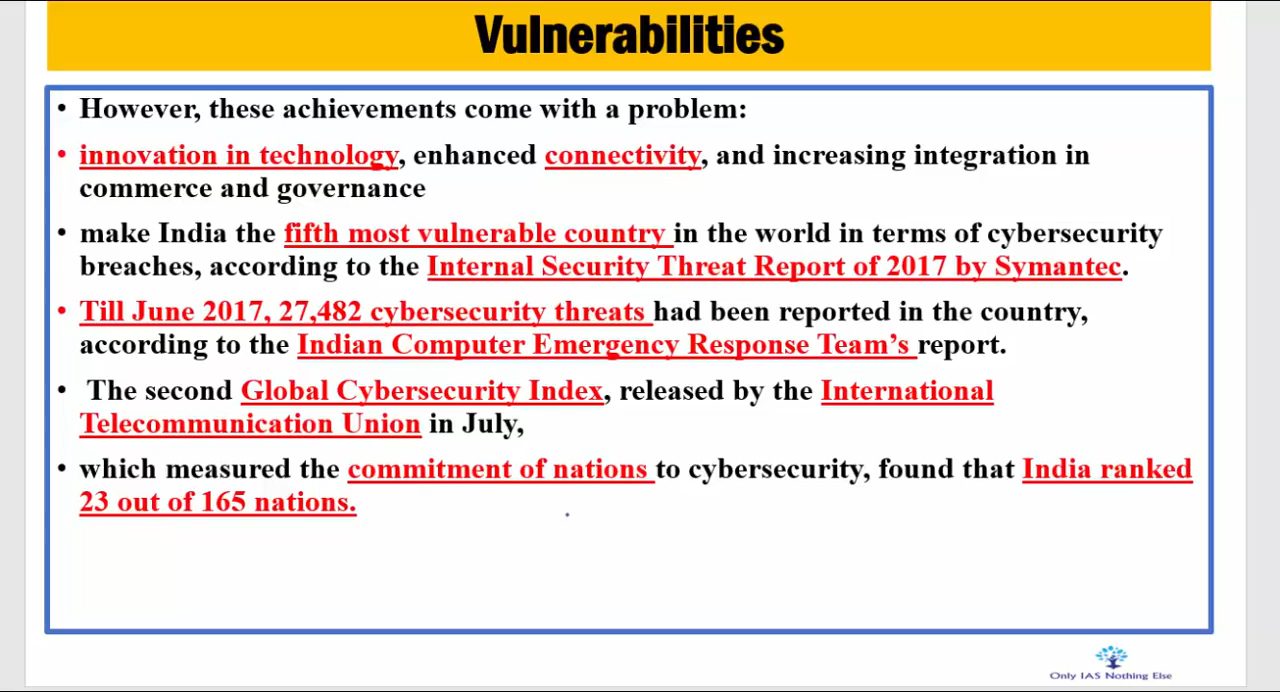 Vulnerabilities
• However, these achievements come with a problem:
• innovation in technology, enhanced connectivity, and increasing integration in
commerce and governance
• make India the fifth most vulnerable country in the world in terms of cybersecurity
breaches, according to the Internal Security Threat Report of 2017 by Symantec.
• Till June 2017, 27,482 cybersecurity threats had been reported in the country,
according to the Indian Computer Emergency Response Team’s report.
• The second Global Cybersecurity Index, released by the International
Telecommunication Union in July,
• which measured the commitment of nations to cybersecurity, found that India ranked
23 out of 165 nations.
Only IAS Nothing Else